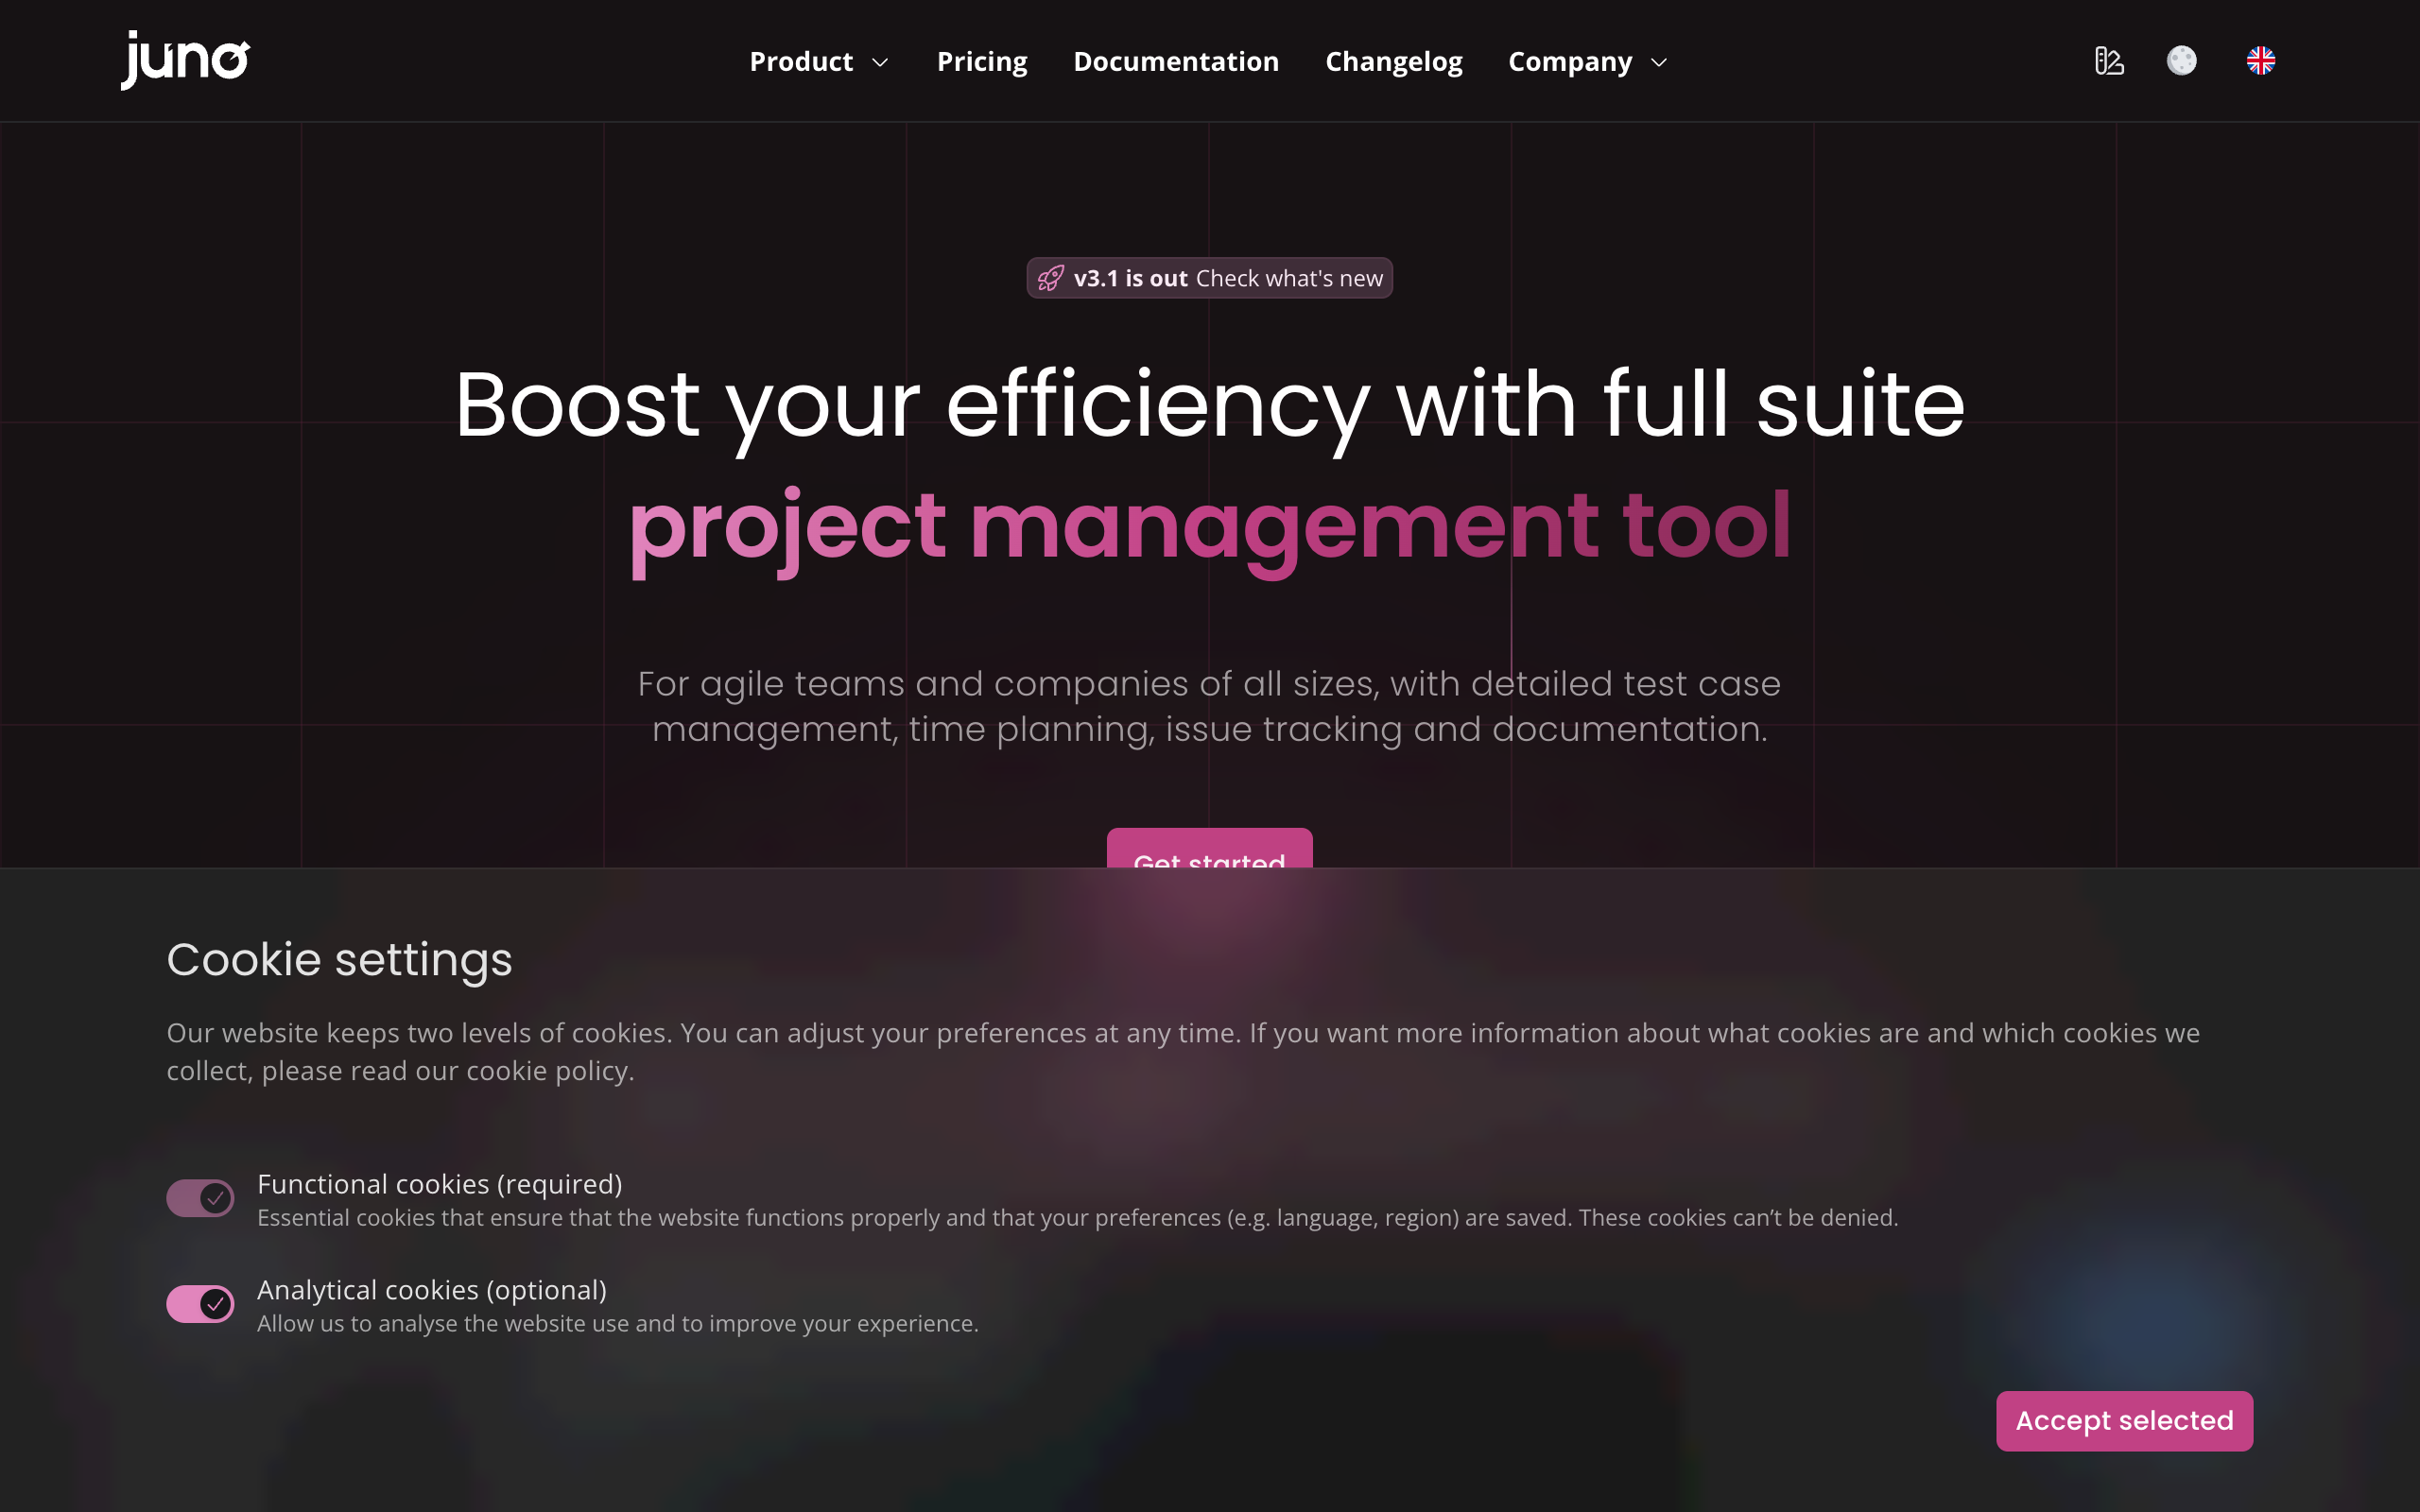 juno
Product Pricing Documentation Changelog Company
v3.1 is out Check what's new
Boost your efficiency with full suite
project management tool
For agile teams and companies of all sizes, with detailed test case
management, time planning, issue tracking and documentation.
Get started
Cookie settings
Our website keeps two levels of cookies. You can adjust your preferences at any time. If you want more information about what cookies are and which cookies we
collect, please read our cookie policy.
Functional cookies (required)
Essential cookies that ensure that the website functions properly and that your preferences (e.g. language, region) are saved. These cookies can’t be denied.
Analytical cookies (optional)
Allow us to analyse the website use and to improve your experience.
Accept selected